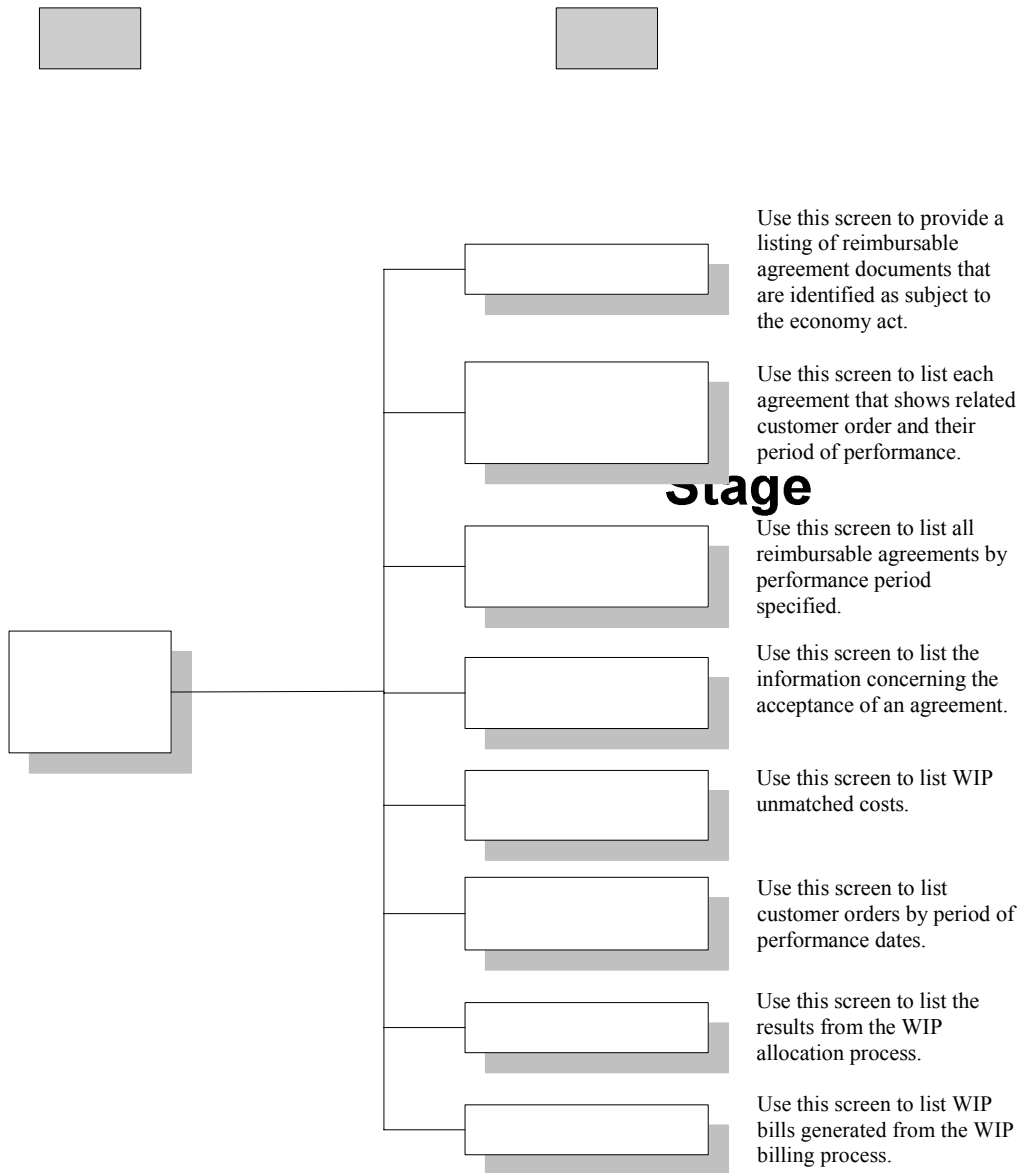 Use this screen to provide a
listing of reimbursable
agreement documents that
are identified as subject to
the economy act.
Use this screen to list each
agreement that shows related
customer order and their
period of performance.
Stage
Use this screen to list all
reimbursable agreements by
performance period
specified.
Use this screen to list the
information concerning the
acceptance of an agreement.
Use this screen to list WIP
unmatched costs.
Use this screen to list
customer orders by period of
performance dates.
Use this screen to list the
results from the WIP
allocation process.
Use this screen to list WIP
bills generated from the WIP
billing process.